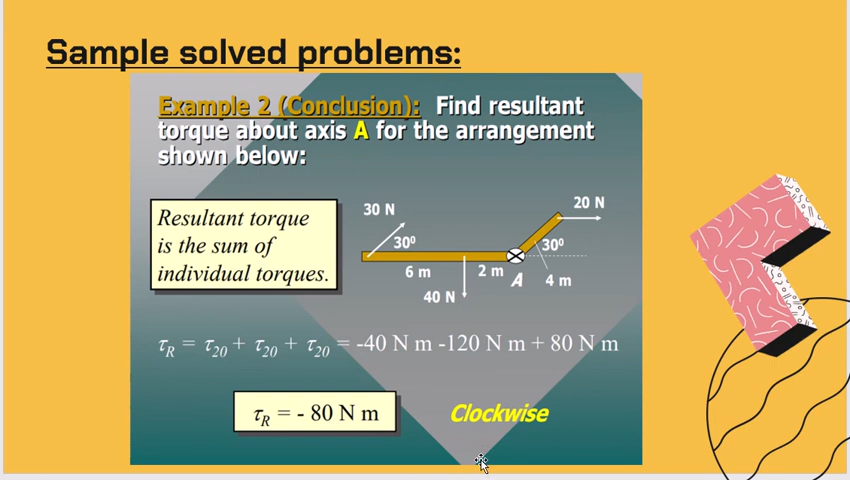 Sample solved problems:
Example 2 (Conclusion): Find resultant
torque about axis A for the arrangement
shown below:
Resultant torque
is the sum of
individual torques.
30 N
20 N
30⁰
30⁰
6 m
2 m
A
4 m
40 N
τR = τ20 + τ20 + τ20 = -40 N m -120 N m + 80 N m
τR = - 80 N m
Clockwise